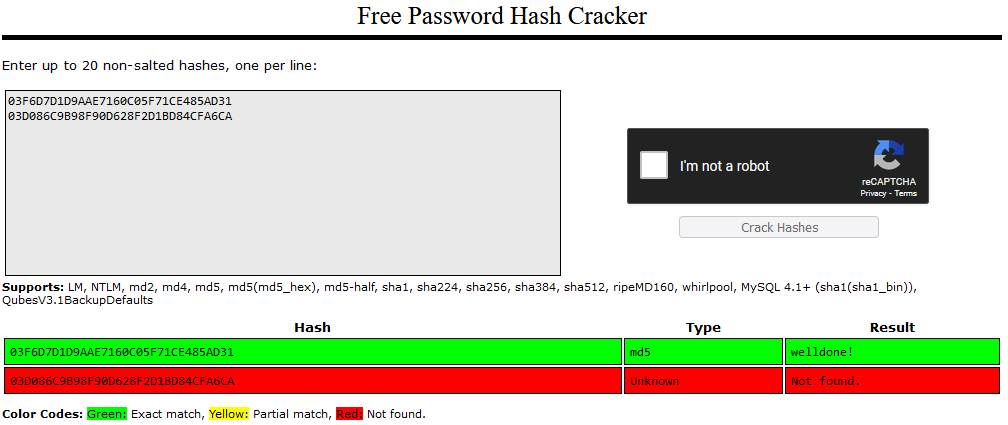 Free Password Hash Cracker
Enter up to 20 non-salted hashes, one per line:
03F6D7D1D9AAE7160C05F71CE485AD31
03D086C9B98F90D628F2D1BD84CFA6CA
I'm not a robot
reCAPTCHA
Privacy - Terms
Crack Hashes
Supports: LM, NTLM, md2, md4, md5, md5(md5_hex), md5-half, sha1, sha224, sha256, sha384, sha512, ripeMD160, whirlpool, MySQL 4.1+ (sha1(sha1_bin)),
QubesV3.1BackupDefaults
Hash Type Result
03F6D7D1D9AAE7160C05F71CE485AD31 md5 welldone!
03D086C9B98F90D628F2D1BD84CFA6CA Unknown Not found.
Color Codes: Green: Exact match, Yellow: Partial match, Red: Not found.